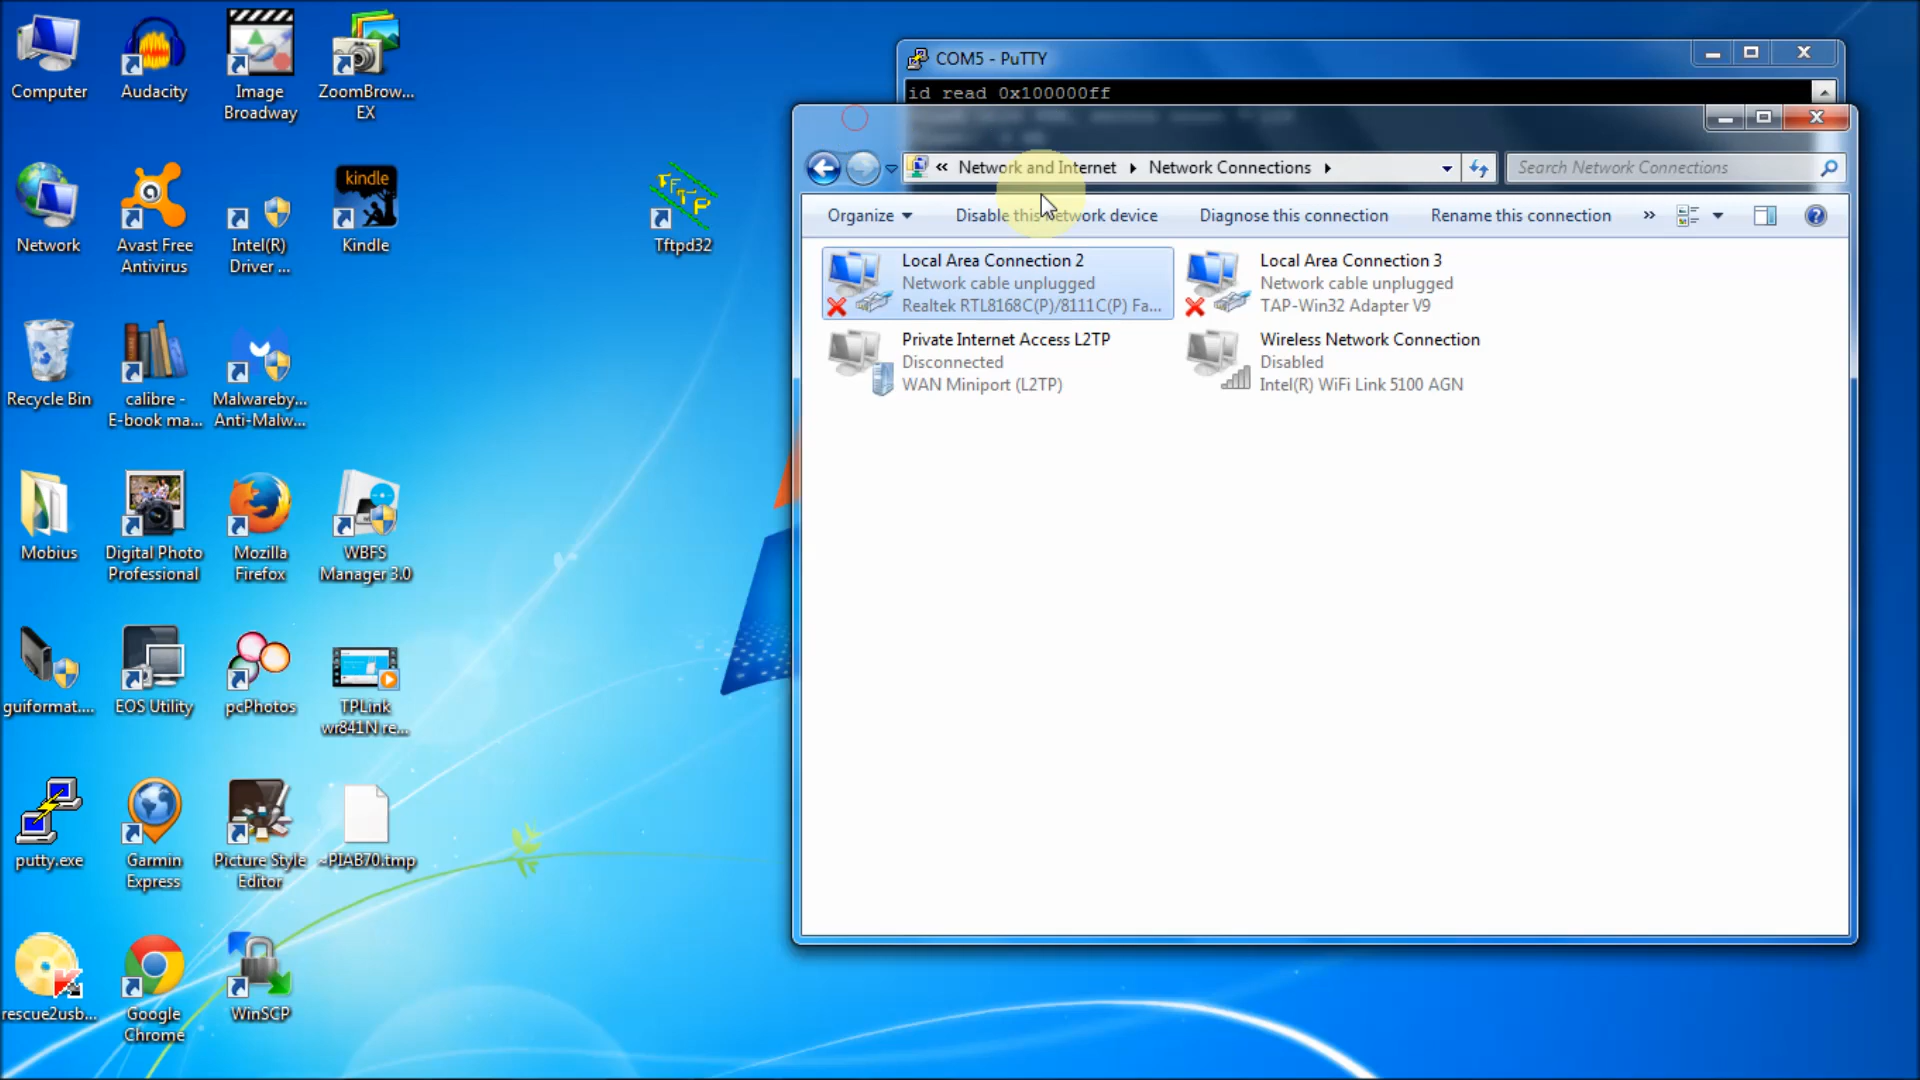 Computer
Audacity
Image
Broadway
ZoomBrow...
EX
Network
Avast Free
Antivirus
Intel(R)
Driver ...
kindle
Kindle
TFTP
Tftpd32
Recycle Bin
calibre -
E-book ma...
Malwareby...
Anti-Malw...
Mobius
Digital Photo
Professional
Mozilla
Firefox
WBFS
Manager 3.0
guiformat....
EOS Utility
pcPhotos
TPLink
wr841N re...
putty.exe
Garmin
Express
Picture Style
Editor
~PIAB70.tmp
rescue2usb...
Google
Chrome
WinSCP
COM5 - PuTTY
id read 0x100000ff
« Network and Internet Network Connections
Search Network Connections
Organize Disable this network device Diagnose this connection Rename this connection »
Local Area Connection 2
Network cable unplugged
Realtek RTL8168C(P)/8111C(P) Fa...
Local Area Connection 3
Network cable unplugged
TAP-Win32 Adapter V9
Private Internet Access L2TP
Disconnected
WAN Miniport (L2TP)
Wireless Network Connection
Disabled
Intel(R) WiFi Link 5100 AGN